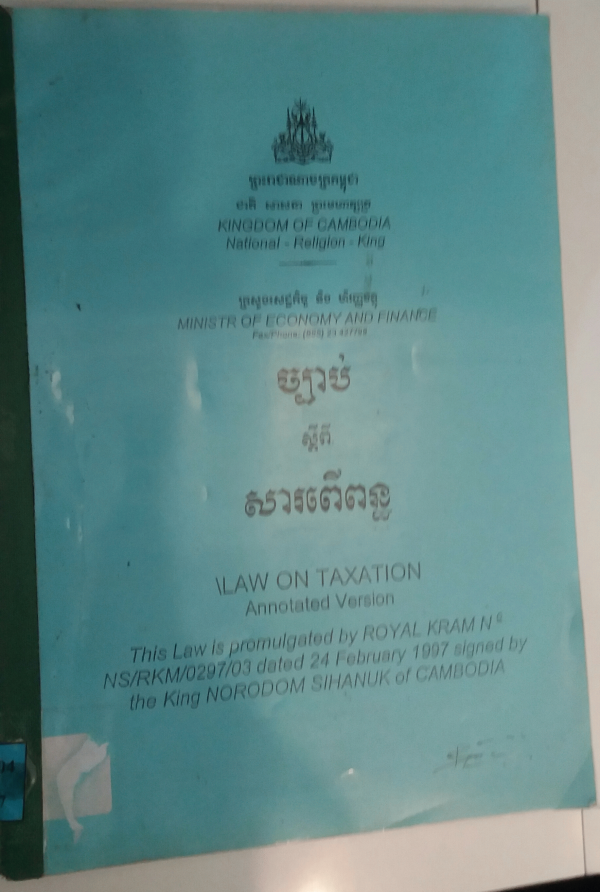 ព្រះរាជាណាចក្រកម្ពុជា
ជាតិ សាសនា ព្រះមហាក្សត្រ
KINGDOM OF CAMBODIA
National - Religion - King
ក្រសួងសេដ្ឋកិច្ច និង ហិរញ្ញវត្ថុ
MINISTR OF ECONOMY AND FINANCE
Fax/Phone: (855) 23 427798
ច្បាប់
ស្តីពី
សារពើពន្ធ
\LAW ON TAXATION
Annotated Version
This Law is promulgated by ROYAL KRAM N°
NS/RKM/0297/03 dated 24 February 1997 signed by
the King NORODOM SIHANUK of CAMBODIA